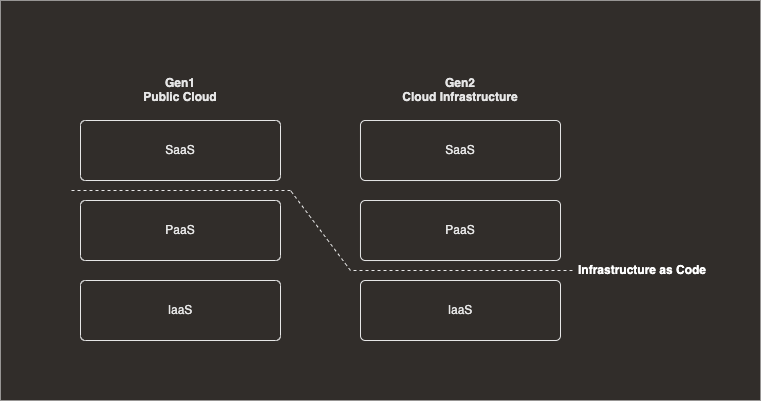 Gen1
Public Cloud
Gen2
Cloud Infrastructure
SaaS
SaaS
PaaS
PaaS
Infrastructure as Code
IaaS
IaaS